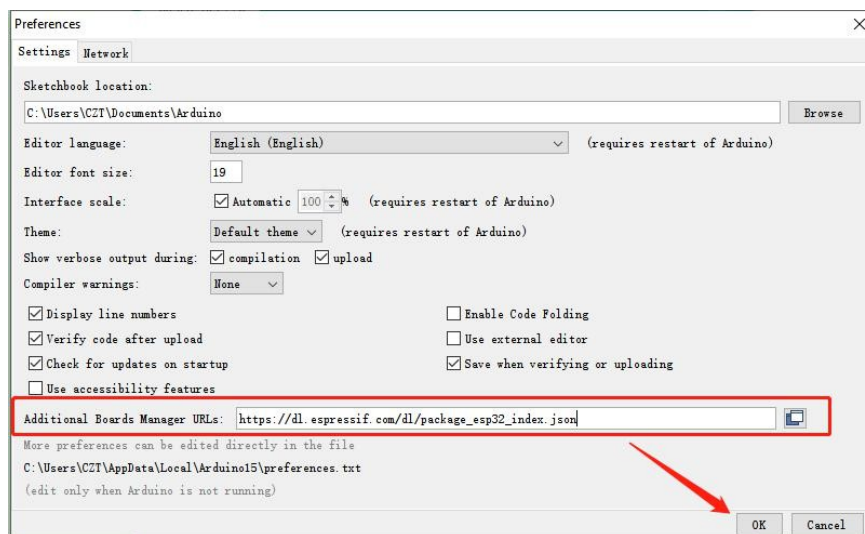 Preferences
Settings Network
Sketchbook location:
C:\Users\CZT\Documents\Arduino Browse
Editor language: English (English) (requires restart of Arduino)
Editor font size: 19
Interface scale: Automatic 100 % (requires restart of Arduino)
Theme: Default theme (requires restart of Arduino)
Show verbose output during: compilation upload
Compiler warnings: None
Display line numbers Enable Code Folding
Verify code after upload Use external editor
Check for updates on startup Save when verifying or uploading
Use accessibility features
Additional Boards Manager URLs: https://dl.espressif.com/dl/package_esp32_index.json
More preferences can be edited directly in the file
C:\Users\CZT\AppData\Local\Arduino15\preferences.txt
(edit only when Arduino is not running)
OK Cancel